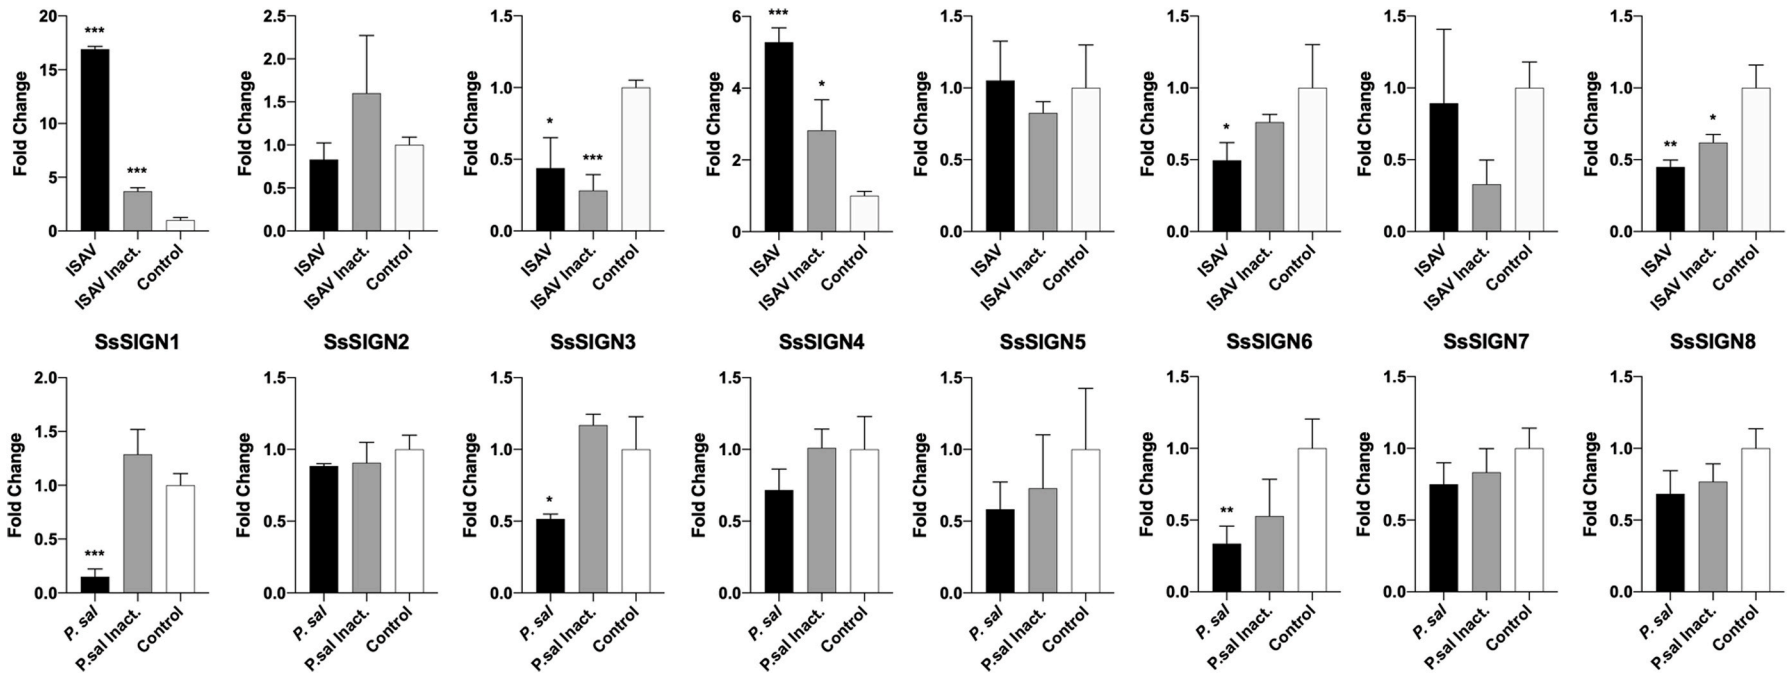 20 15 10 5 0
Fold Change
*** ***
ISAV ISAV Inact. Control
2.5 2.0 1.5 1.0 0.5 0.0
Fold Change
ISAV ISAV Inact. Control
1.5 1.0 0.5 0.0
Fold Change
* ***
ISAV ISAV Inact. Control
6 4 2 0
Fold Change
*** *
ISAV ISAV Inact. Control
1.5 1.0 0.5 0.0
Fold Change
ISAV ISAV Inact. Control
1.5 1.0 0.5 0.0
Fold Change
*
ISAV ISAV Inact. Control
1.5 1.0 0.5 0.0
Fold Change
ISAV ISAV Inact. Control
1.5 1.0 0.5 0.0
Fold Change
** *
ISAV ISAV Inact. Control
SsSIGN1 SsSIGN2 SsSIGN3 SsSIGN4 SsSIGN5 SsSIGN6 SsSIGN7 SsSIGN8
2.0 1.5 1.0 0.5 0.0
Fold Change
***
P. sal P.sal Inact. Control
1.5 1.0 0.5 0.0
Fold Change
P. sal P.sal Inact. Control
1.5 1.0 0.5 0.0
Fold Change
*
P. sal P.sal Inact. Control
1.5 1.0 0.5 0.0
Fold Change
P. sal P.sal Inact. Control
1.5 1.0 0.5 0.0
Fold Change
P. sal P.sal Inact. Control
1.5 1.0 0.5 0.0
Fold Change
**
P. sal P.sal Inact. Control
1.5 1.0 0.5 0.0
Fold Change
P. sal P.sal Inact. Control
1.5 1.0 0.5 0.0
Fold Change
P. sal P.sal Inact. Control